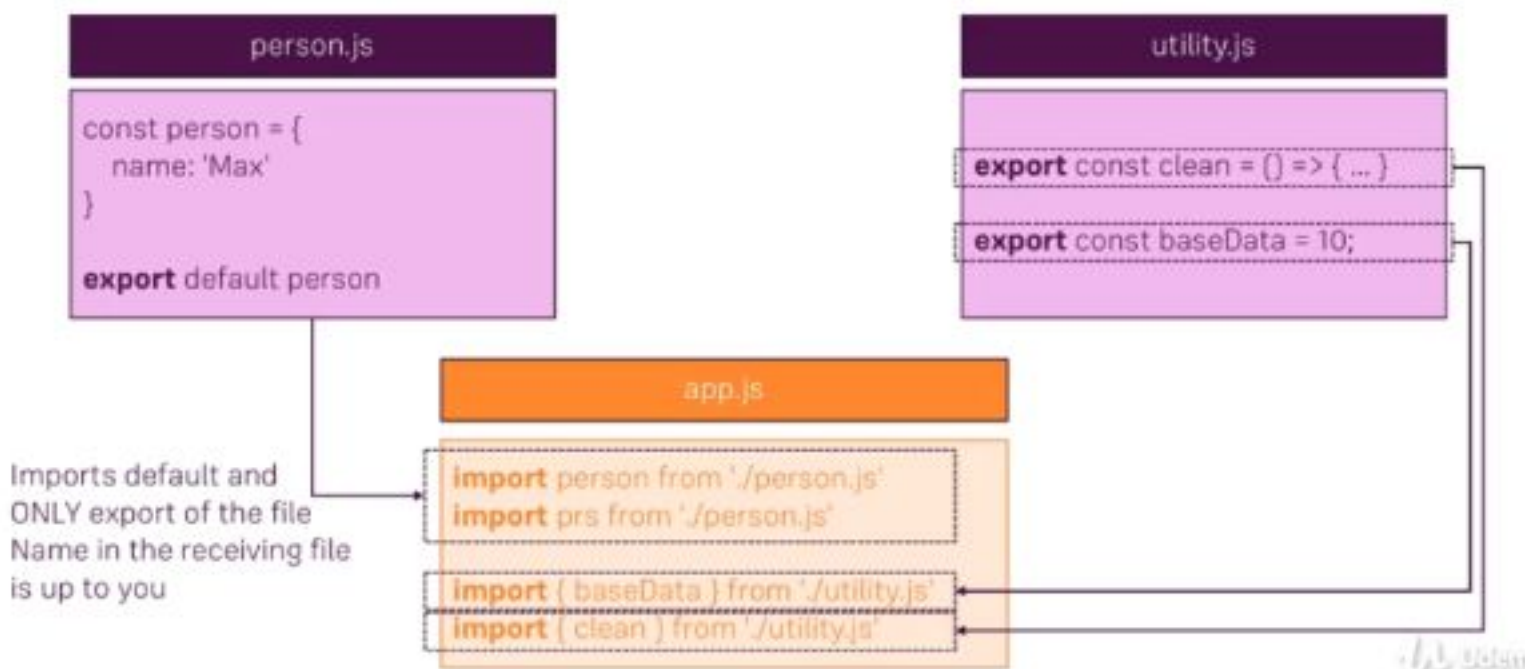 person.js
const person = {
name: 'Max'
}
export default person
utility.js
export const clean = () => { ... }
export const baseData = 10;
app.js
import person from './person.js'
import prs from './person.js'
import { baseData } from './utility.js'
import { clean } from './utility.js'
Imports default and
ONLY export of the file
Name in the receiving file
is up to you